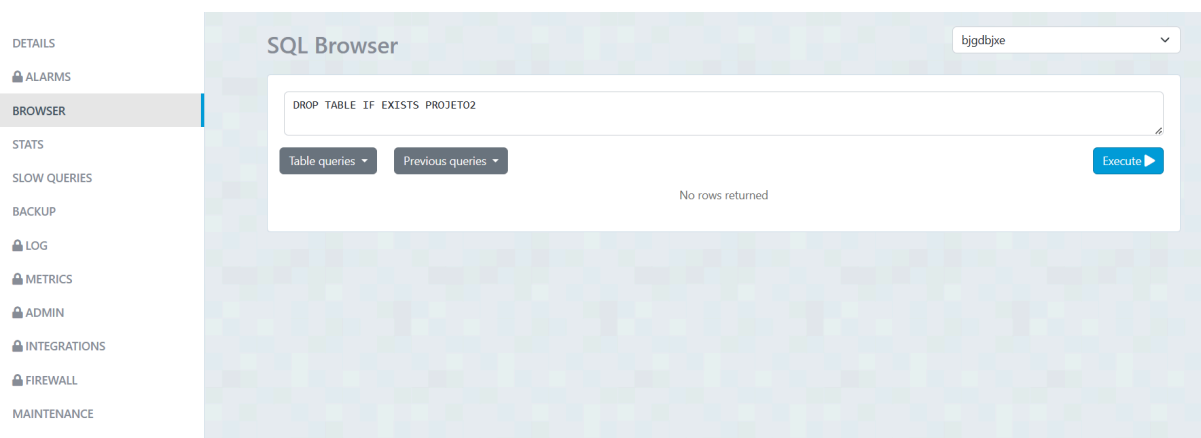 DETAILS
ALARMS
BROWSER
STATS
SLOW QUERIES
BACKUP
LOG
METRICS
ADMIN
INTEGRATIONS
FIREWALL
MAINTENANCE
SQL Browser
bjgdbjxe
DROP TABLE IF EXISTS PROJETO2
Table queries
Previous queries
Execute
No rows returned